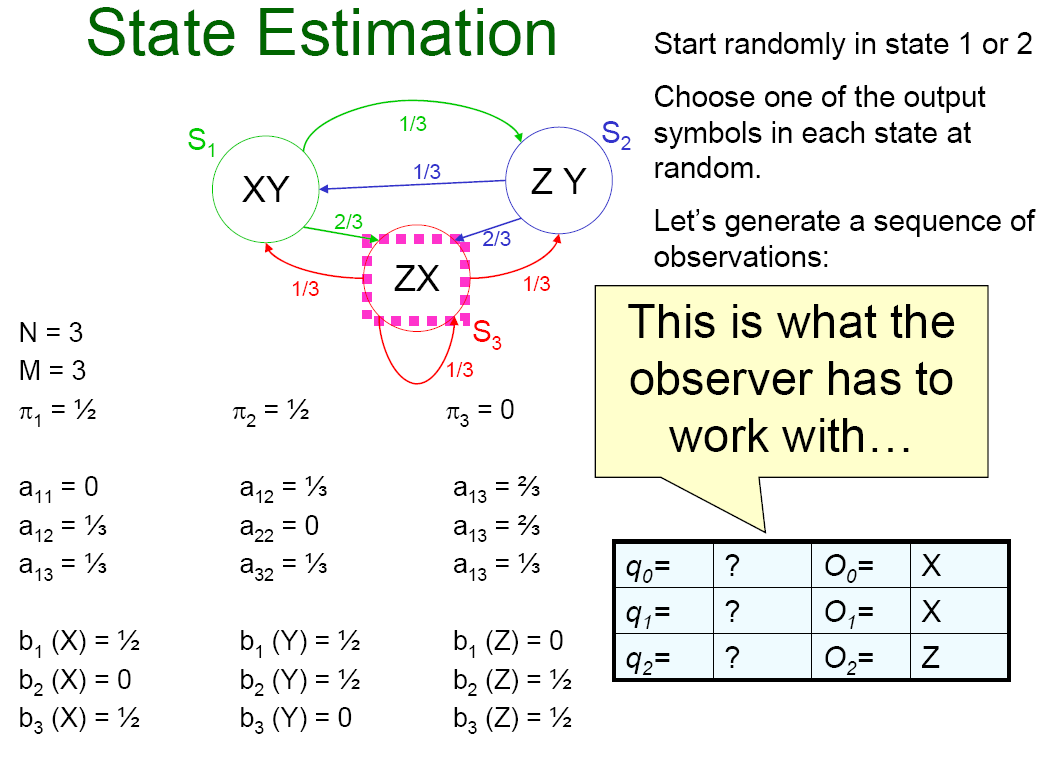 State Estimation
Start randomly in state 1 or 2
Choose one of the output
symbols in each state at
random.
Let’s generate a sequence of
observations:
S1
XY
1/3
S2
Z Y
1/3
2/3
2/3
ZX
1/3
1/3
S3
1/3
This is what the
observer has to
work with…
N = 3
M = 3
π1 = ½ π2 = ½ π3 = 0
a11 = 0 a12 = ⅓ a13 = ⅔
a12 = ⅓ a22 = 0 a13 = ⅔
a13 = ⅓ a32 = ⅓ a13 = ⅓
b1 (X) = ½ b1 (Y) = ½ b1 (Z) = 0
b2 (X) = 0 b2 (Y) = ½ b2 (Z) = ½
b3 (X) = ½ b3 (Y) = 0 b3 (Z) = ½
q0= ? O0= X
q1= ? O1= X
q2= ? O2= Z